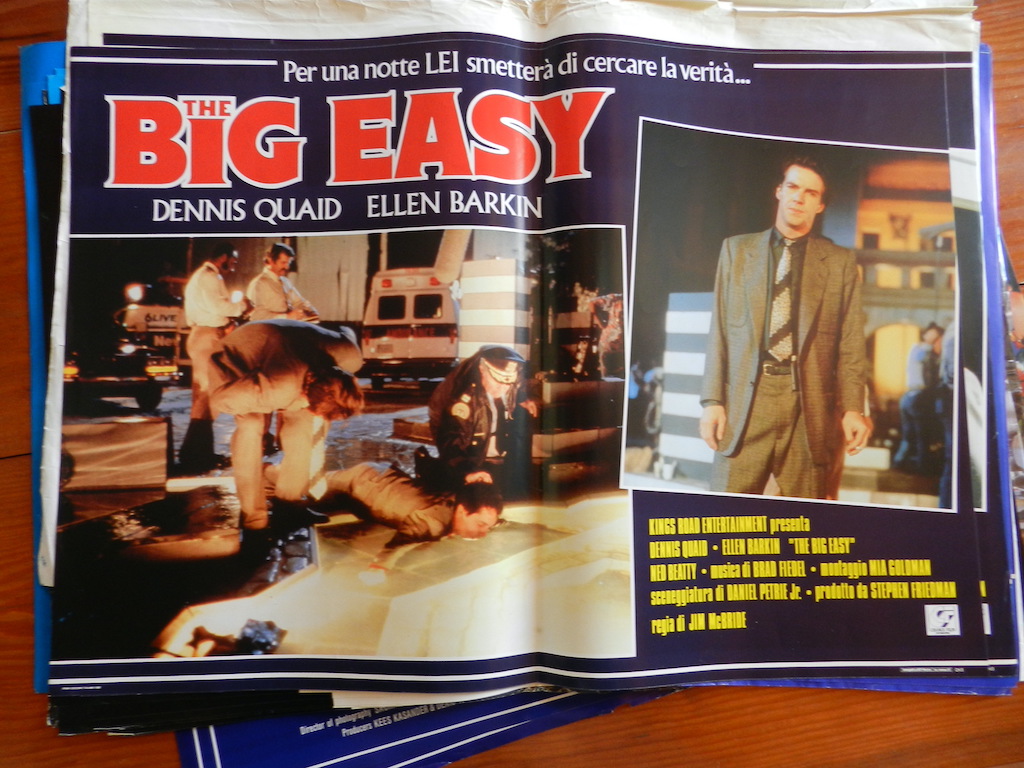 Per una notte LEI smetterà di cercare la verità...
THE
BIG EASY
DENNIS QUAID ELLEN BARKIN
6LIVE
KINGS ROAD ENTERTAINMENT presenta
DENNIS QUAID • ELLEN BARKIN "THE BIG EASY"
NED BEATTY • musica di BRAD FIEDEL • montaggio MIA GOLDMAN
sceneggiatura di DANIEL PETRIE Jr. • prodotto da STEPHEN FRIEDMAN
regia di JIM McBRIDE
Director of photography
Producers KEES KASANDER &